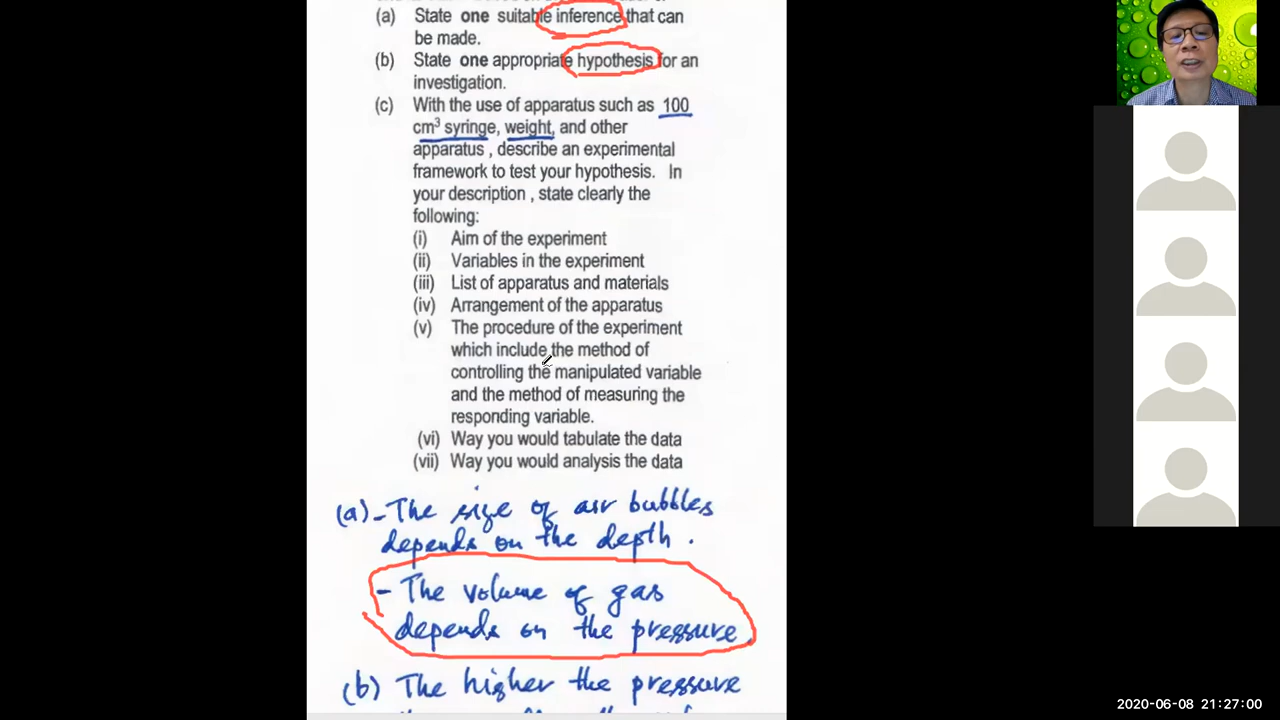 (a) State one suitable inference that can
be made.
(b) State one appropriate hypothesis for an
investigation.
(c) With the use of apparatus such as 100
cm³ syringe, weight, and other
apparatus , describe an experimental
framework to test your hypothesis. In
your description , state clearly the
following:
(i) Aim of the experiment
(ii) Variables in the experiment
(iii) List of apparatus and materials
(iv) Arrangement of the apparatus
(v) The procedure of the experiment
which include the method of
controlling the manipulated variable
and the method of measuring the
responding variable.
(vi) Way you would tabulate the data
(vii) Way you would analysis the data
(a) - The size of air bubbles
depends on the depth.
- The volume of gas
depends on the pressure.
(b) The higher the pressure
2020-06-08 21:27:00